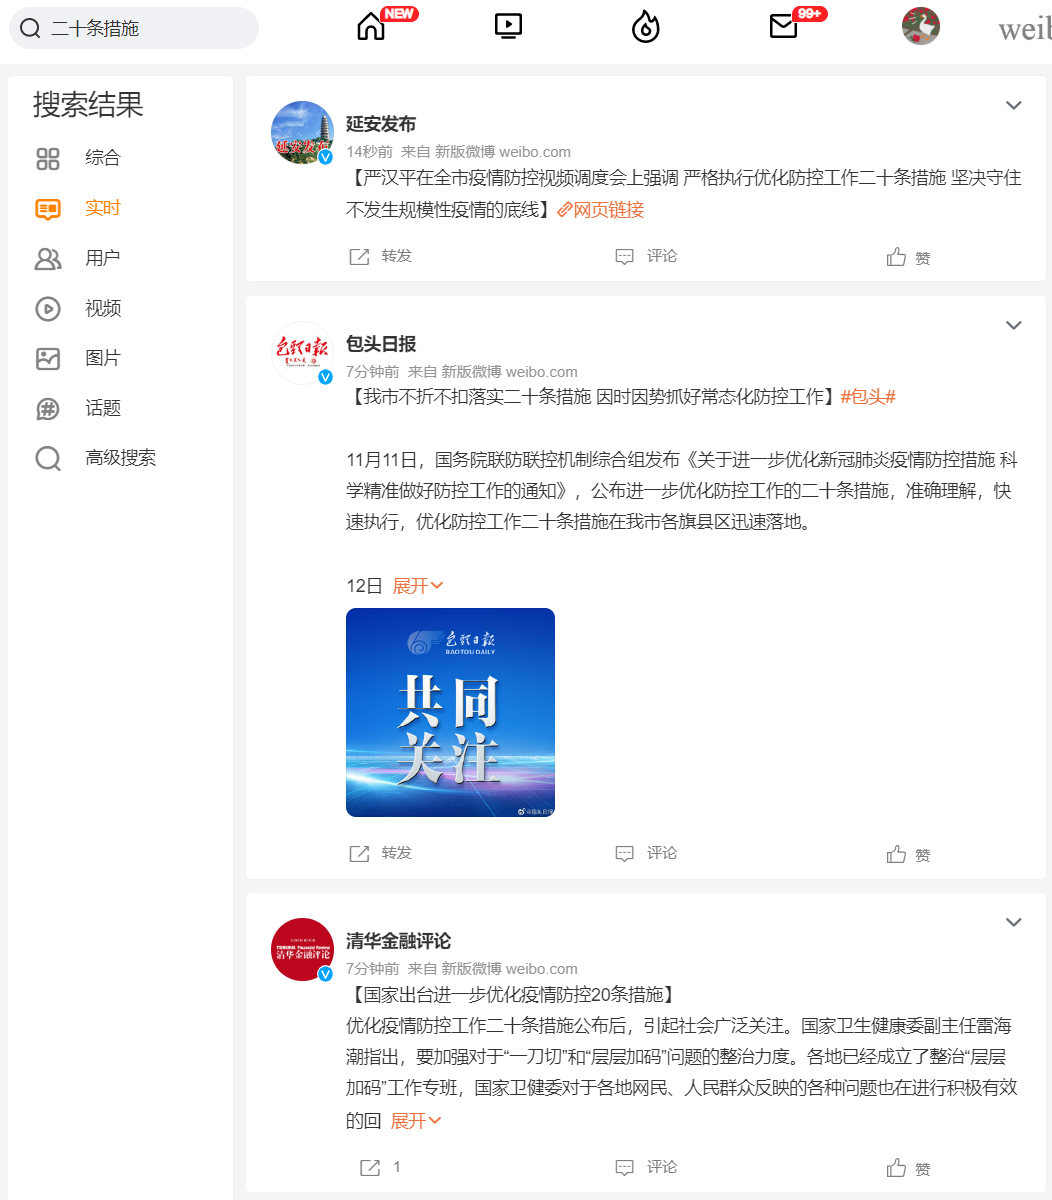 二十条措施
NEW
99+
weib
搜索结果
综合
实时
用户
视频
图片
话题
高级搜索
延安发布
延安发布
14秒前 来自 新版微博 weibo.com
【严汉平在全市疫情防控视频调度会上强调 严格执行优化防控工作二十条措施 坚决守住
不发生规模性疫情的底线】网页链接
转发
评论
赞
包头日报
包头日报
7分钟前 来自 新版微博 weibo.com
【我市不折不扣落实二十条措施 因时因势抓好常态化防控工作】#包头#
11月11日，国务院联防联控机制综合组发布《关于进一步优化新冠肺炎疫情防控措施 科
学精准做好防控工作的通知》，公布进一步优化防控工作的二十条措施，准确理解，快
速执行，优化防控工作二十条措施在我市各旗县区迅速落地。
12日 展开
包头日报
BAOTOU DAILY
共同
关注
@包头日报
转发
评论
赞
TSINGHUA Financial Review
清华金融评论
清华金融评论
7分钟前 来自 新版微博 weibo.com
【国家出台进一步优化疫情防控20条措施】
优化疫情防控工作二十条措施公布后，引起社会广泛关注。国家卫生健康委副主任雷海
潮指出，要加强对于“一刀切”和“层层加码”问题的整治力度。各地已经成立了整治“层层
加码”工作专班，国家卫健委对于各地网民、人民群众反映的各种问题也在进行积极有效
的回 展开
1
评论
赞